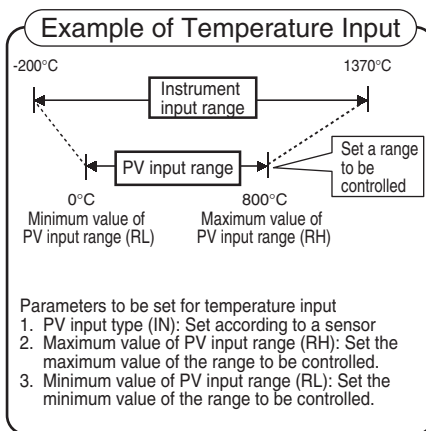 Example of Temperature Input
-200°C
1370°C
Instrument
input range
PV input range
Set a range
to be
controlled
0°C
800°C
Minimum value of
PV input range (RL)
Maximum value of
PV input range (RH)
Parameters to be set for temperature input
1. PV input type (IN): Set according to a sensor
2. Maximum value of PV input range (RH): Set the
maximum value of the range to be controlled.
3. Minimum value of PV input range (RL): Set the
minimum value of the range to be controlled.